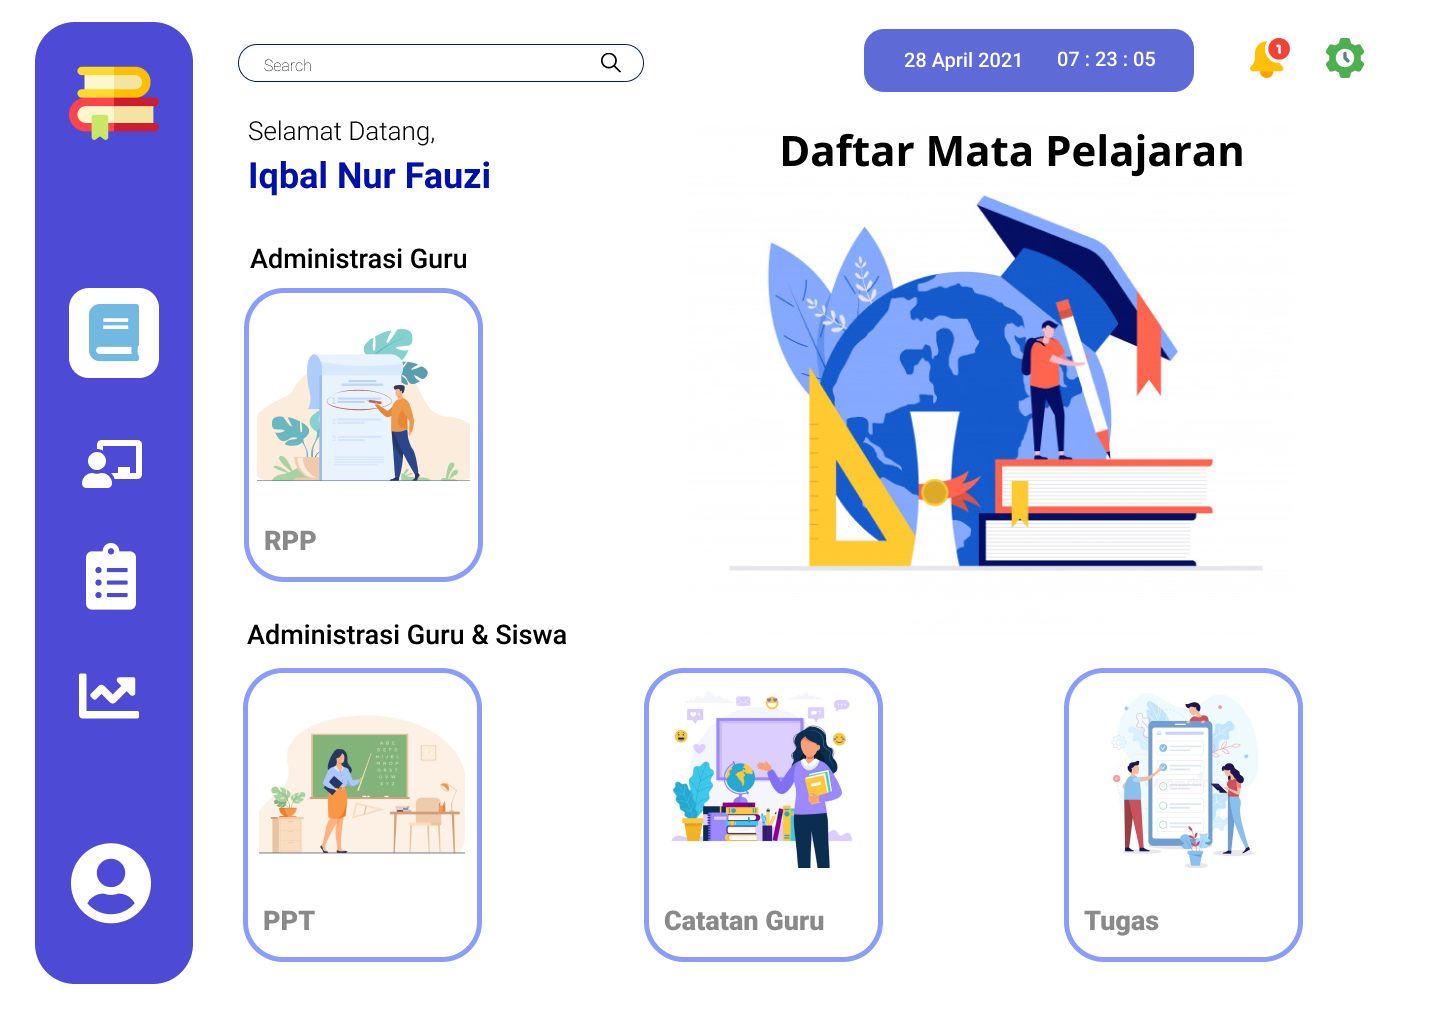 Search
28 April 2021 07 : 23 : 05
1
Selamat Datang,
Iqbal Nur Fauzi
Daftar Mata Pelajaran
Administrasi Guru
RPP
Administrasi Guru & Siswa
PPT
Catatan Guru
Tugas